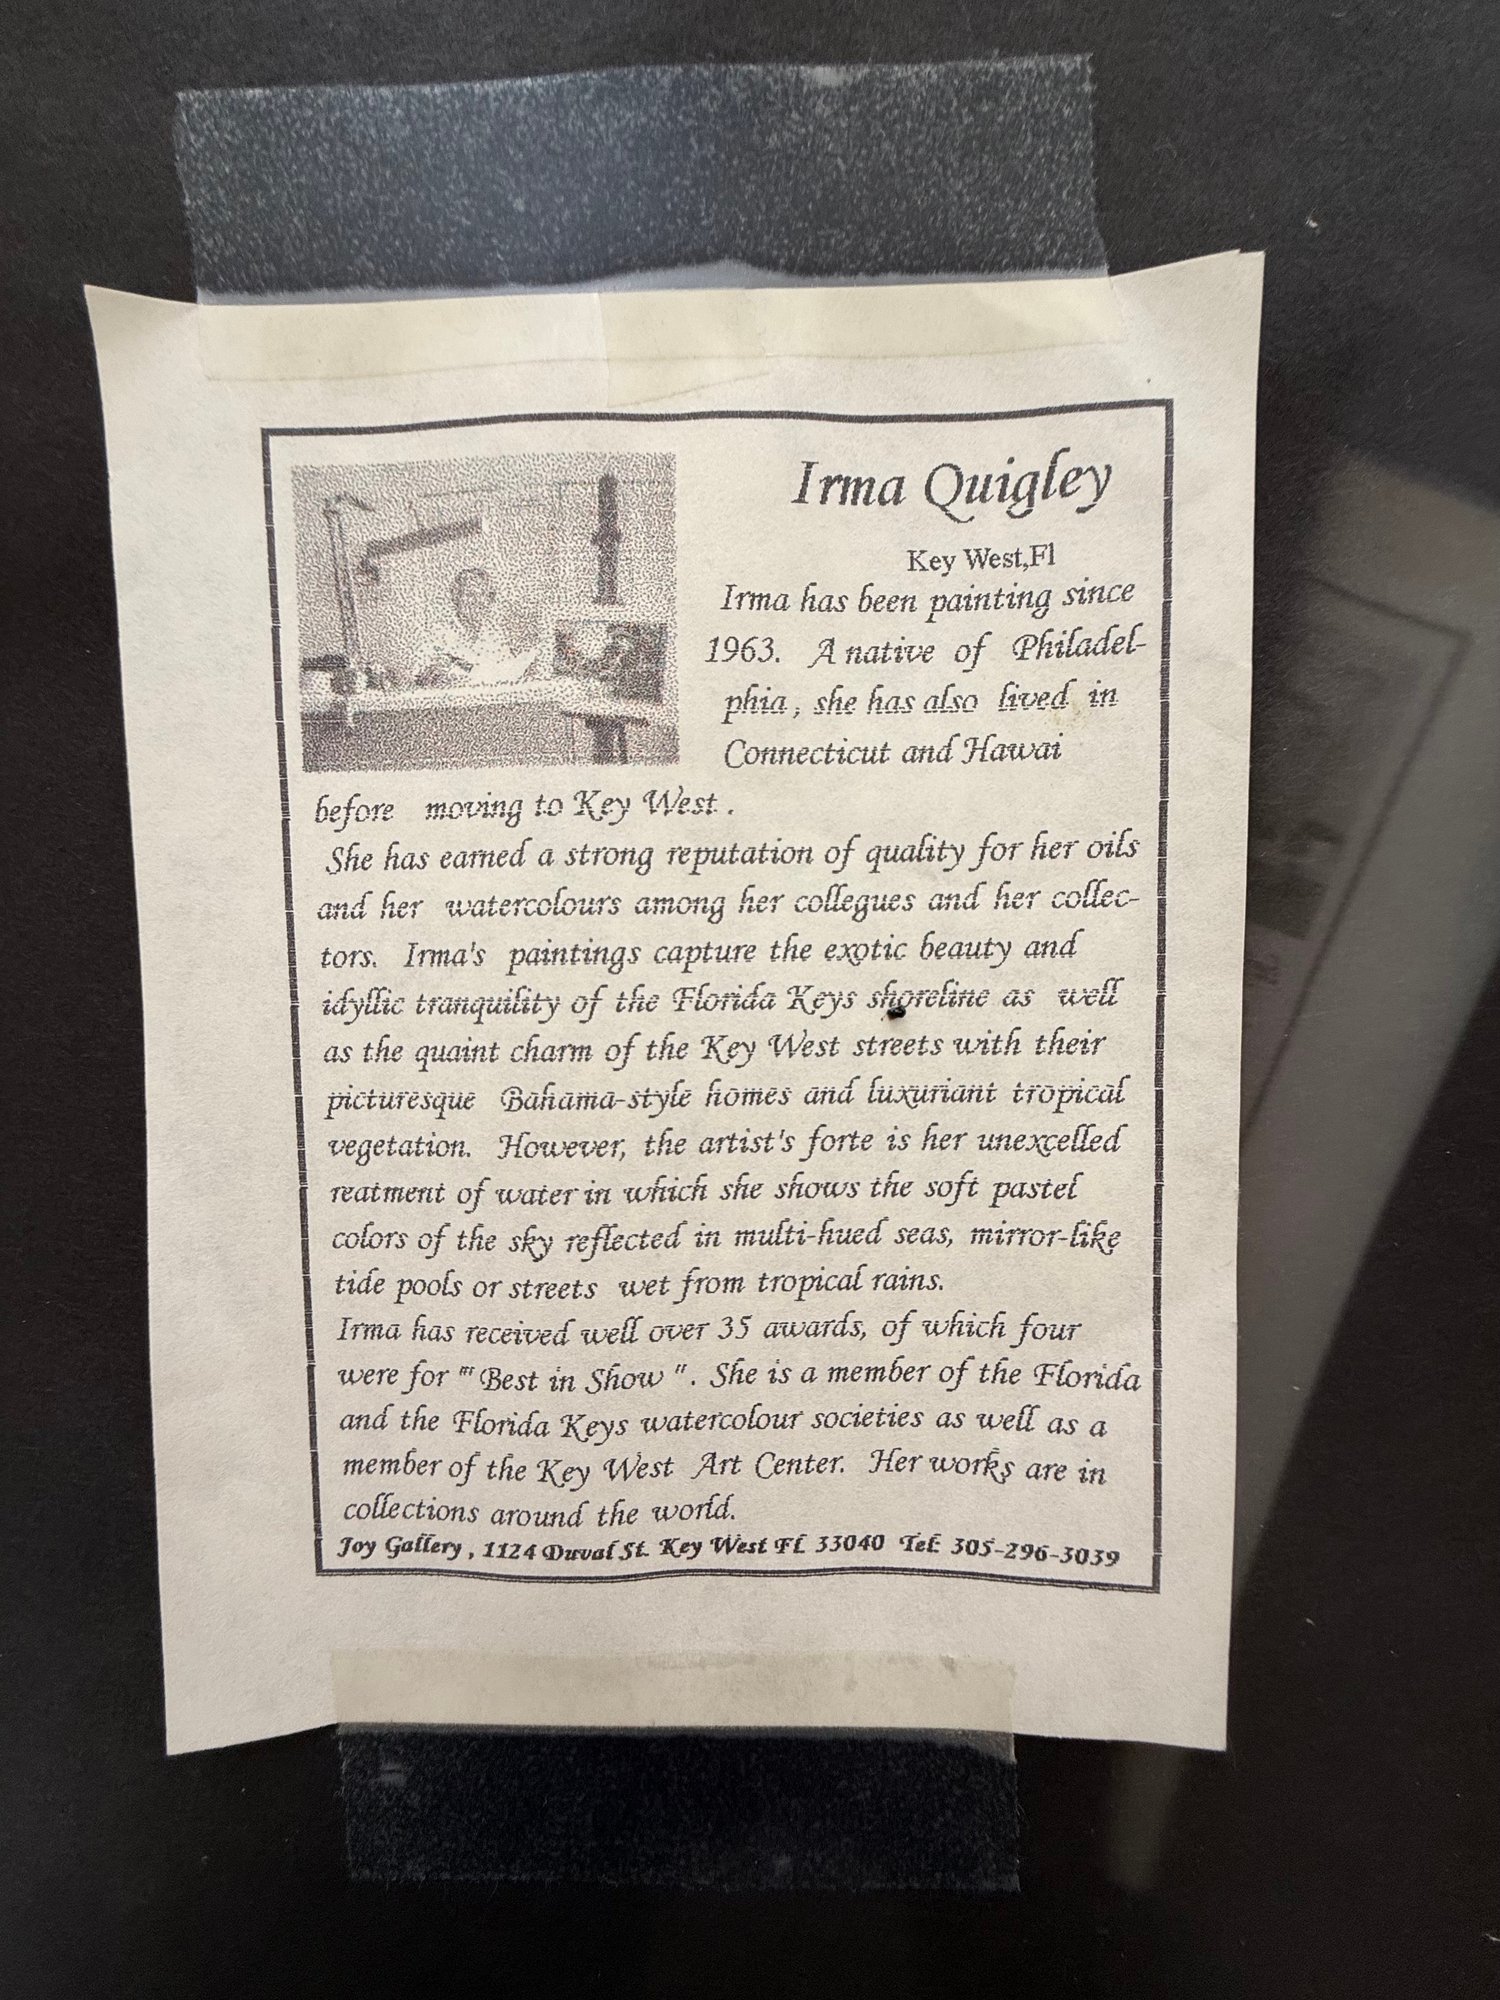 Irma Quigley
Key West,Fl
Irma has been painting since
1963. A native of Philadel-
phia, she has also lived in
Connecticut and Hawai
before moving to Key West .
She has earned a strong reputation of quality for her oils
and her watercolours among her collegues and her collec-
tors. Irma's paintings capture the exotic beauty and
idyllic tranquility of the Florida Keys shoreline as well
as the quaint charm of the Key West streets with their
picturesque Bahama-style homes and luxuriant tropical
vegetation. However, the artist's forte is her unexcelled
reatment of water in which she shows the soft pastel
colors of the sky reflected in multi-hued seas, mirror-like
tide pools or streets wet from tropical rains.
Irma has received well over 35 awards, of which four
were for "'Best in Show ". She is a member of the Florida
and the Florida Keys watercolour societies as well as a
member of the Key West Art Center. Her works are in
collections around the world.
Joy Gallery , 1124 Duval St. Key West FL 33040 Tel: 305-296-3039